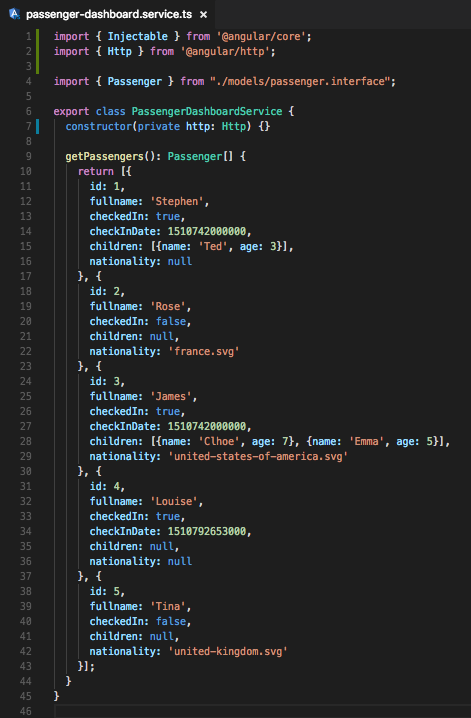 passenger-dashboard.service.ts ×
1 import { Injectable } from '@angular/core';
2 import { Http } from '@angular/http';
3
4 import { Passenger } from "./models/passenger.interface";
5
6 export class PassengerDashboardService {
7 constructor(private http: Http) {}
8
9 getPassengers(): Passenger[] {
10 return [{
11 id: 1,
12 fullname: 'Stephen',
13 checkedIn: true,
14 checkInDate: 1510742000000,
15 children: [{name: 'Ted', age: 3}],
16 nationality: null
17 }, {
18 id: 2,
19 fullname: 'Rose',
20 checkedIn: false,
21 children: null,
22 nationality: 'france.svg'
23 }, {
24 id: 3,
25 fullname: 'James',
26 checkedIn: true,
27 checkInDate: 1510742000000,
28 children: [{name: 'Clhoe', age: 7}, {name: 'Emma', age: 5}],
29 nationality: 'united-states-of-america.svg'
30 }, {
31 id: 4,
32 fullname: 'Louise',
33 checkedIn: true,
34 checkInDate: 1510792653000,
35 children: null,
36 nationality: null
37 }, {
38 id: 5,
39 fullname: 'Tina',
40 checkedIn: false,
41 children: null,
42 nationality: 'united-kingdom.svg'
43 }];
44 }
45 }
46